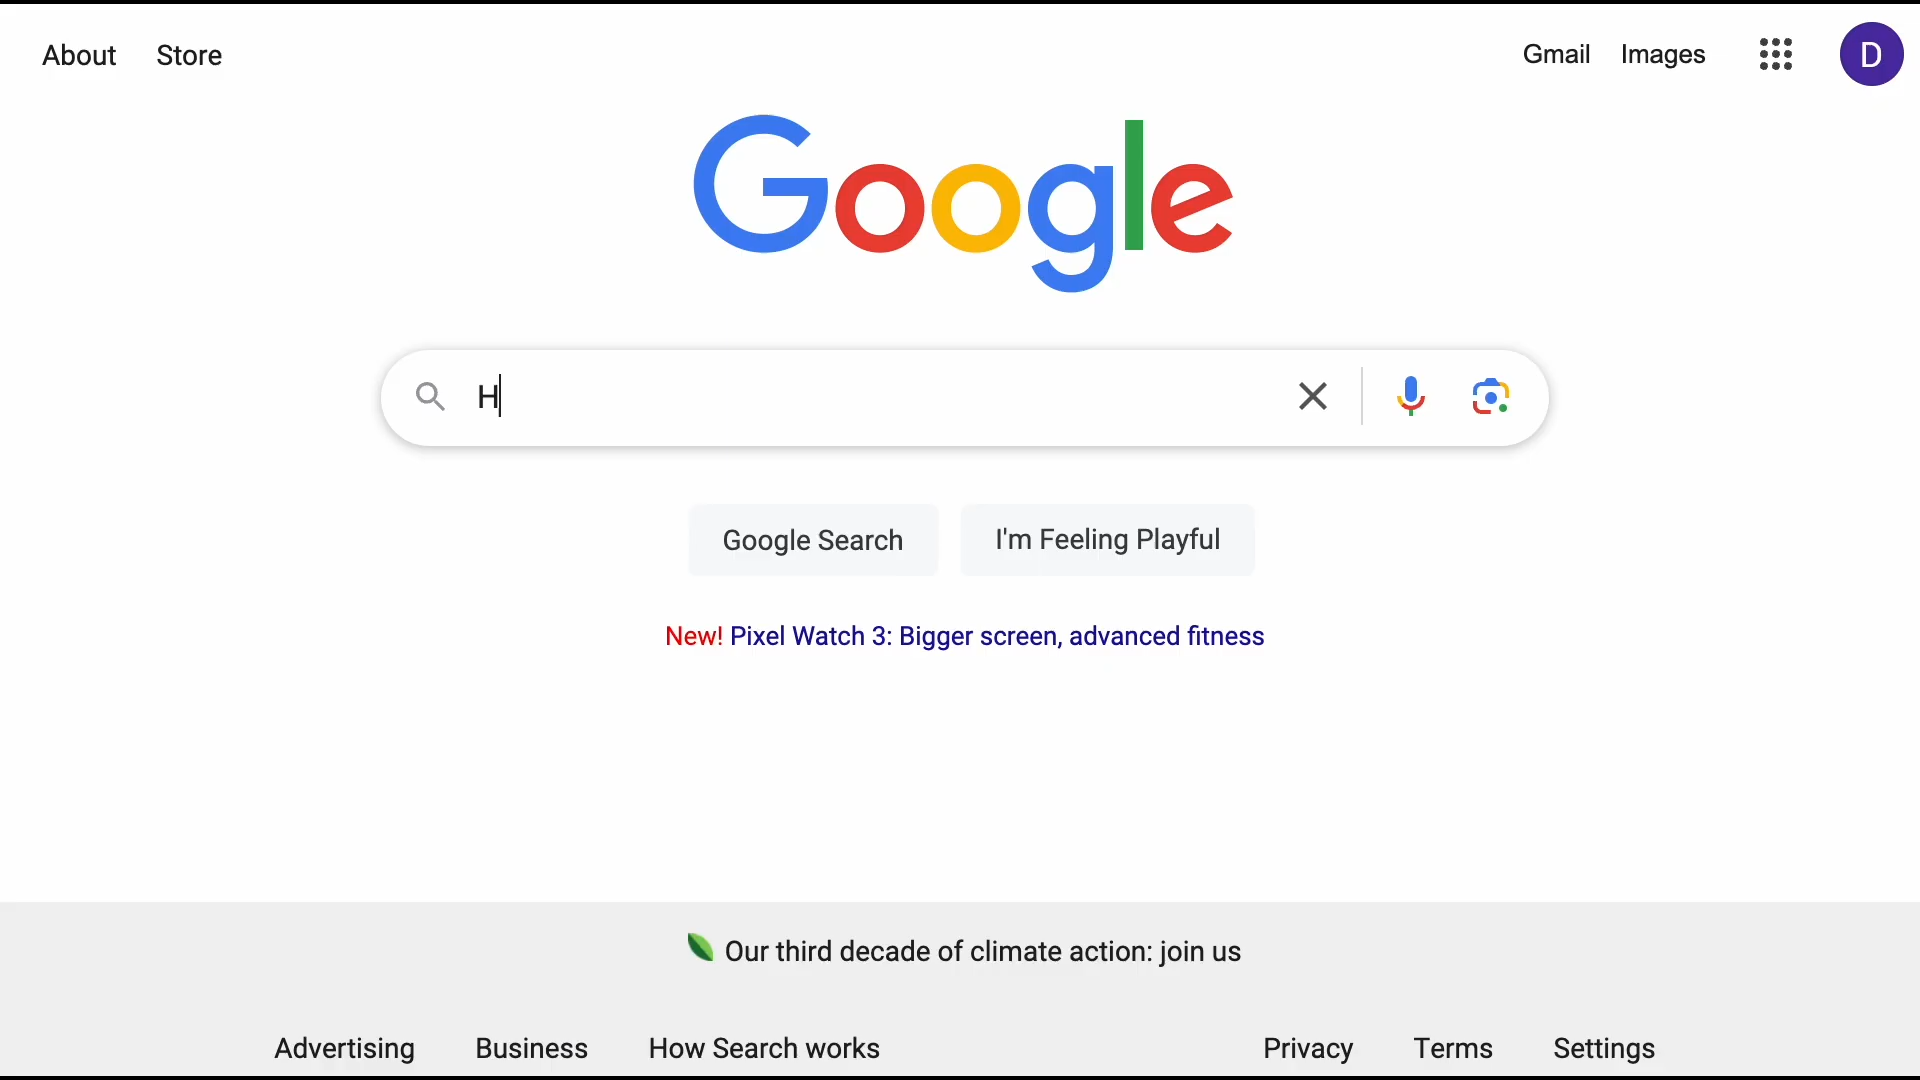 About Store Gmail Images D
Google
H
Google Search I'm Feeling Playful
New! Pixel Watch 3: Bigger screen, advanced fitness
Our third decade of climate action: join us
Advertising Business How Search works Privacy Terms Settings